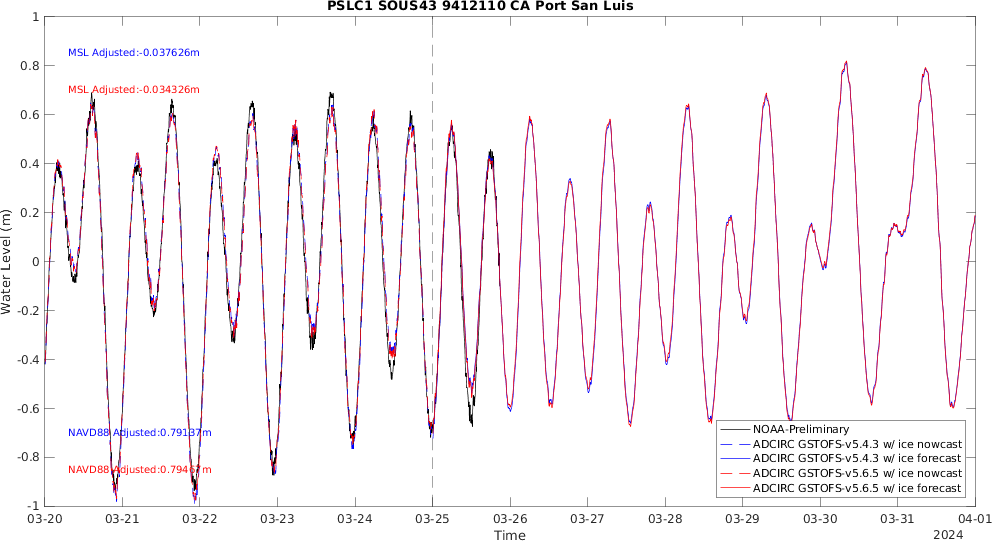 PSLC1 SOUS43 9412110 CA Port San Luis
1
0.8
0.6
0.4
0.2
0
-0.2
-0.4
-0.6
-0.8
-1
Water Level (m)
MSL Adjusted:-0.037626m
MSL Adjusted:-0.034326m
NAVD88 Adjusted:0.79137m
NAVD88 Adjusted:0.79467m
NOAA-Preliminary
ADCIRC GSTOFS-v5.4.3 w/ ice nowcast
ADCIRC GSTOFS-v5.4.3 w/ ice forecast
ADCIRC GSTOFS-v5.6.5 w/ ice nowcast
ADCIRC GSTOFS-v5.6.5 w/ ice forecast
03-20 03-21 03-22 03-23 03-24 03-25 03-26 03-27 03-28 03-29 03-30 03-31 04-01
Time
2024